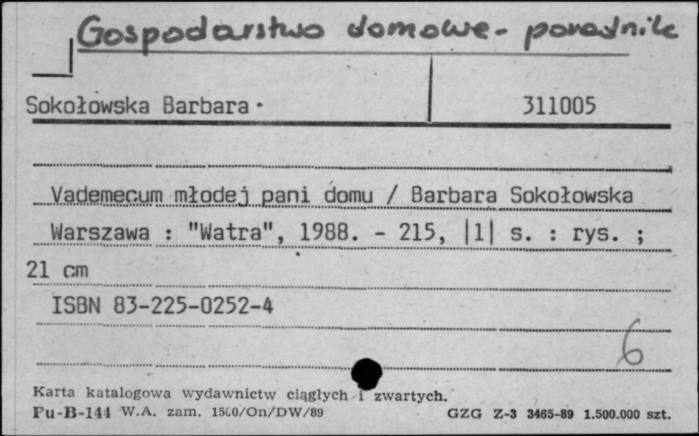 Gospodarstwo domowe - poradnik
Sokołowska Barbara. 311005
Vademecum młodej pani domu / Barbara Sokołowska
Warszawa : "Watra", 1988. - 215, |1| s. : rys. ;
21 cm
ISBN 83-225-0252-4
6
Karta katalogowa wydawnictw ciągłych i zwartych.
Pu-B-144 W.A. zam. 1500/On/DW/89 GZG Z-3 3465-89 1.500.000 szt.